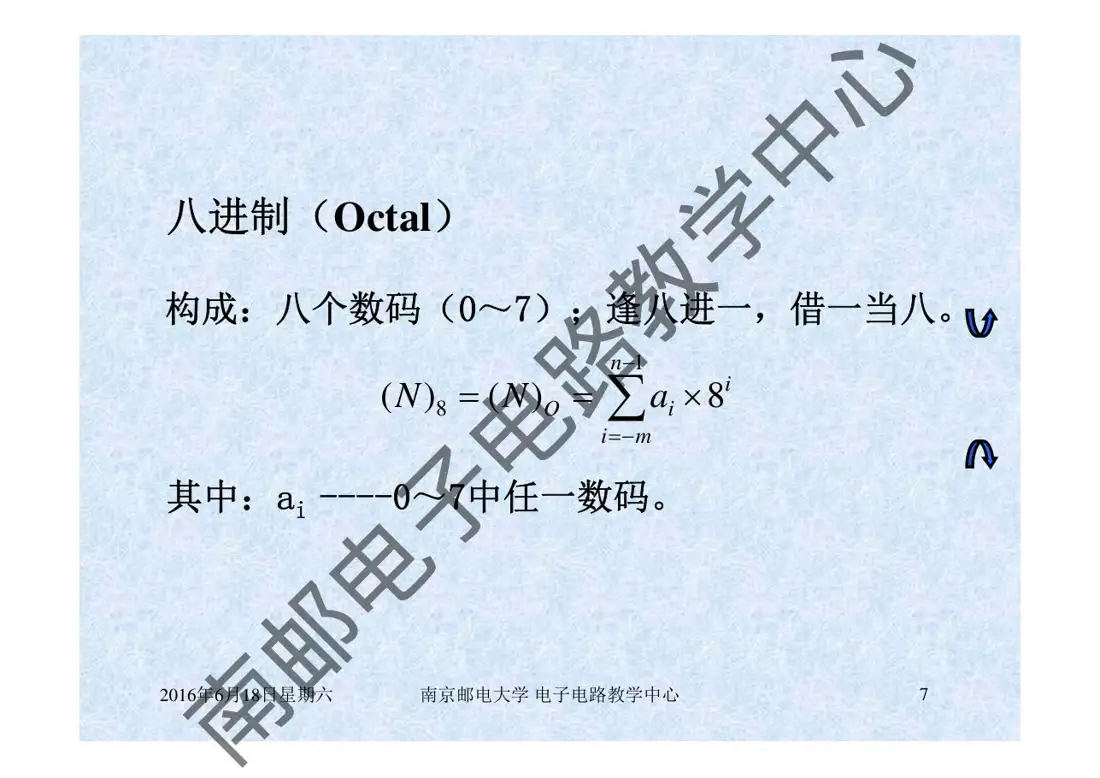 八进制（Octal）
构成：八个数码（0～7）；逢八进一，借一当八。
(N)₈ = (N)_O = ∑_{i=-m}^{n-1} a_i × 8^i
其中：a_i ----0～7中任一数码。
2016年6月18日星期六 南京邮电大学 电子电路教学中心 7
南邮电子电路教学中心